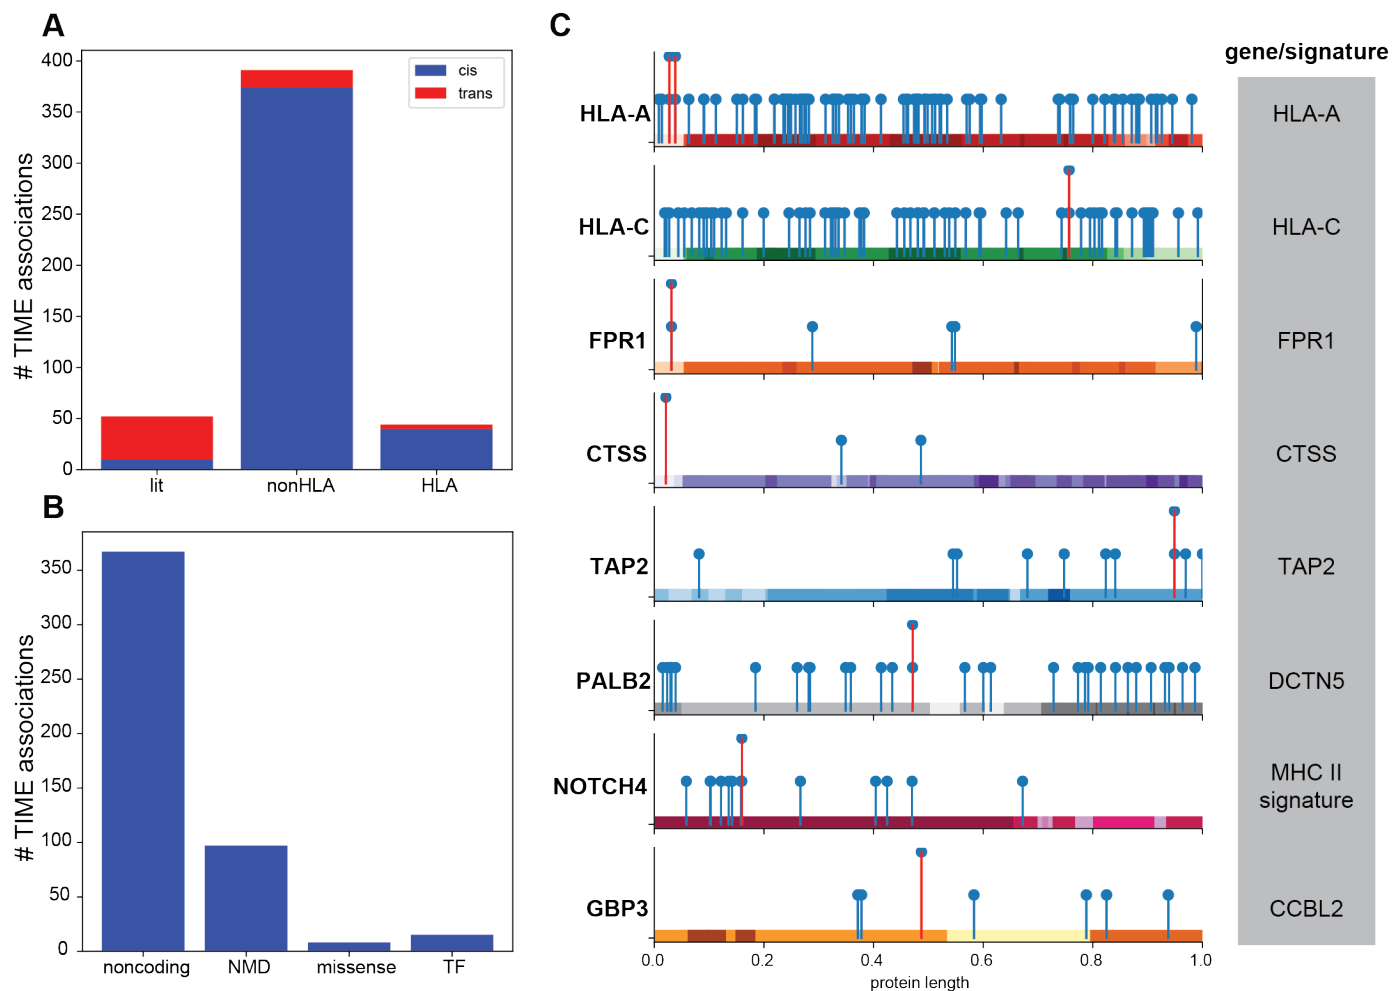 A
# TIME associations
400
350
300
250
200
150
100
50
0
cis
trans
lit
nonHLA
HLA
B
# TIME associations
350
300
250
200
150
100
50
0
noncoding
NMD
missense
TF
C
gene/signature
HLA-A
HLA-A
HLA-C
HLA-C
FPR1
FPR1
CTSS
CTSS
TAP2
TAP2
PALB2
DCTN5
NOTCH4
MHC II
signature
GBP3
CCBL2
0.0
0.2
0.4
0.6
0.8
1.0
protein length